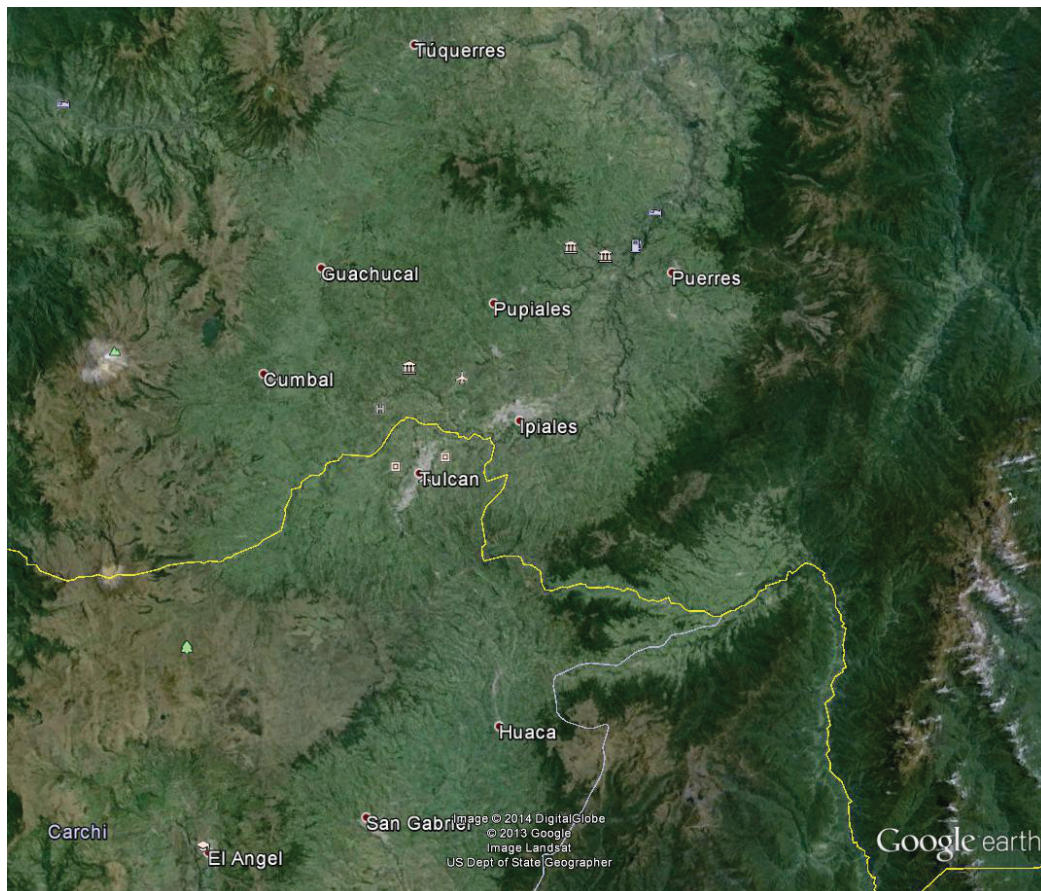 Túquerres
Guachucal
Puerres
Pupiales
Cumbal
Ipiales
Tulcan
Huaca
San Gabriel
Carchi
El Angel
Image © 2014 DigitalGlobe
© 2013 Google
Image Landsat
US Dept of State Geographer
Google earth